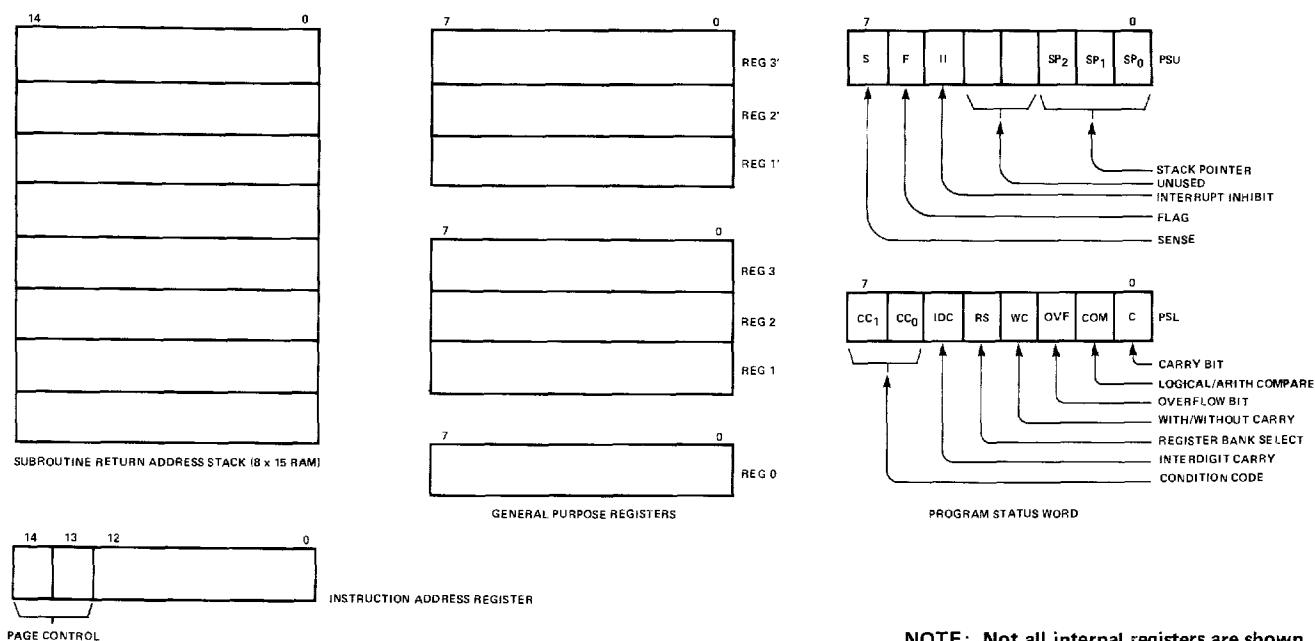 14 0
SUBROUTINE RETURN ADDRESS STACK (8 x 15 RAM)
14 13 12 0
INSTRUCTION ADDRESS REGISTER
PAGE CONTROL
7 0
REG 3'
REG 2'
REG 1'
7 0
REG 3
REG 2
REG 1
7 0
REG 0
GENERAL PURPOSE REGISTERS
7 0
S F II SP2 SP1 SP0 PSU
STACK POINTER
UNUSED
INTERRUPT INHIBIT
FLAG
SENSE
7 0
CC1 CC0 IDC RS WC OVF COM C PSL
CARRY BIT
LOGICAL/ARITH COMPARE
OVERFLOW BIT
WITH/WITHOUT CARRY
REGISTER BANK SELECT
INTERDIGIT CARRY
CONDITION CODE
PROGRAM STATUS WORD
NOTE: Not all internal registers are shown